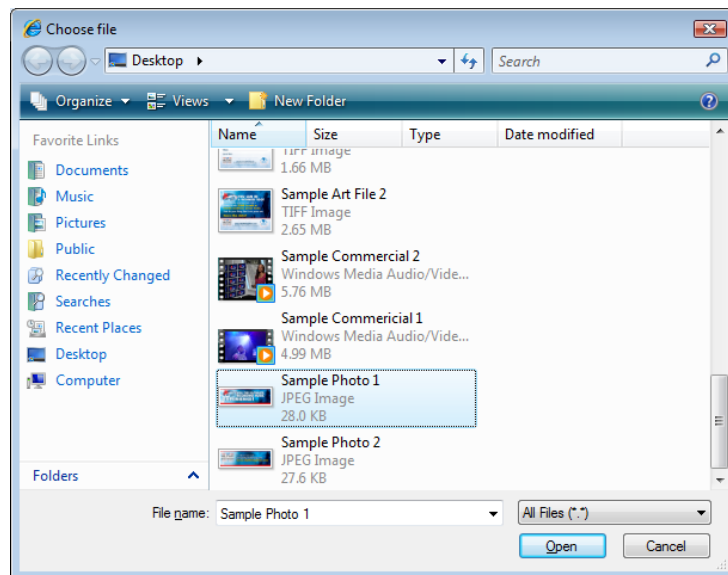 Choose file
Desktop
Search
Organize Views New Folder
Favorite Links
Documents
Music
Pictures
Public
Recently Changed
Searches
Recent Places
Desktop
Computer
Folders
Name Size Type Date modified
TIFF Image
1.66 MB
Sample Art File 2
TIFF Image
2.65 MB
Sample Commercial 2
Windows Media Audio/Vide...
5.76 MB
Sample Commericial 1
Windows Media Audio/Vide...
4.99 MB
Sample Photo 1
JPEG Image
28.0 KB
Sample Photo 2
JPEG Image
27.6 KB
File name: Sample Photo 1 All Files (*.*)
Open Cancel